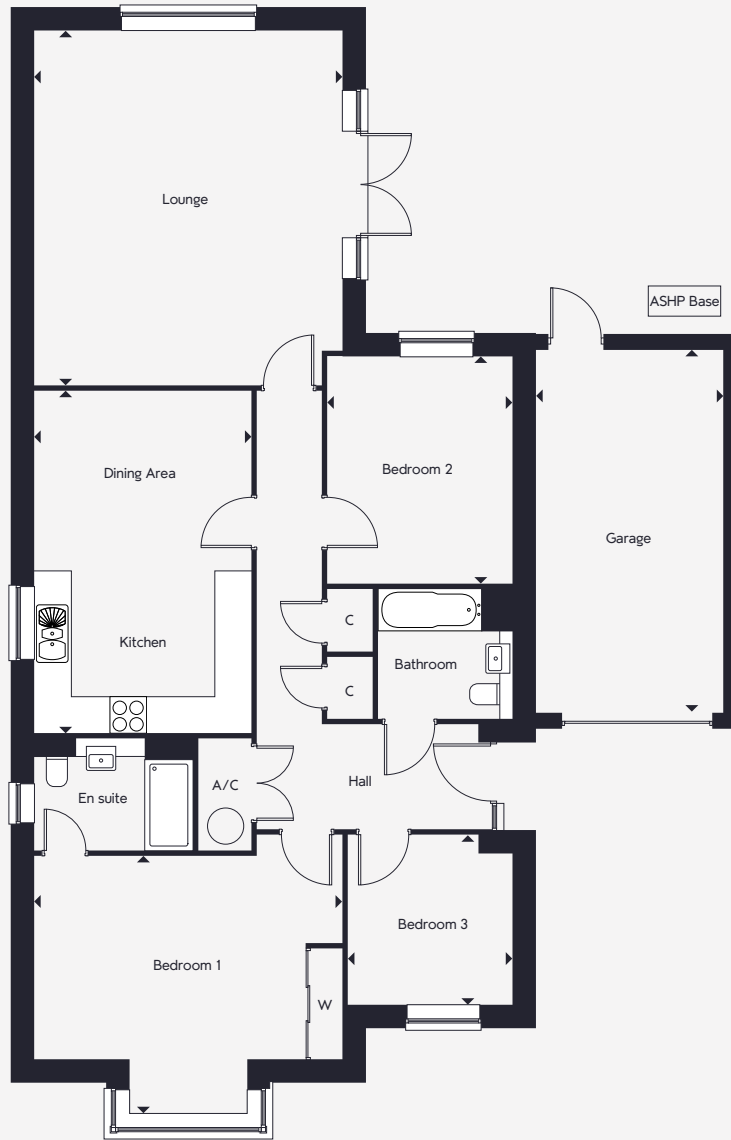 Lounge
ASHP Base
Dining Area
Bedroom 2
Garage
C
Kitchen
Bathroom
C
Hall
A/C
En suite
Bedroom 3
Bedroom 1
W